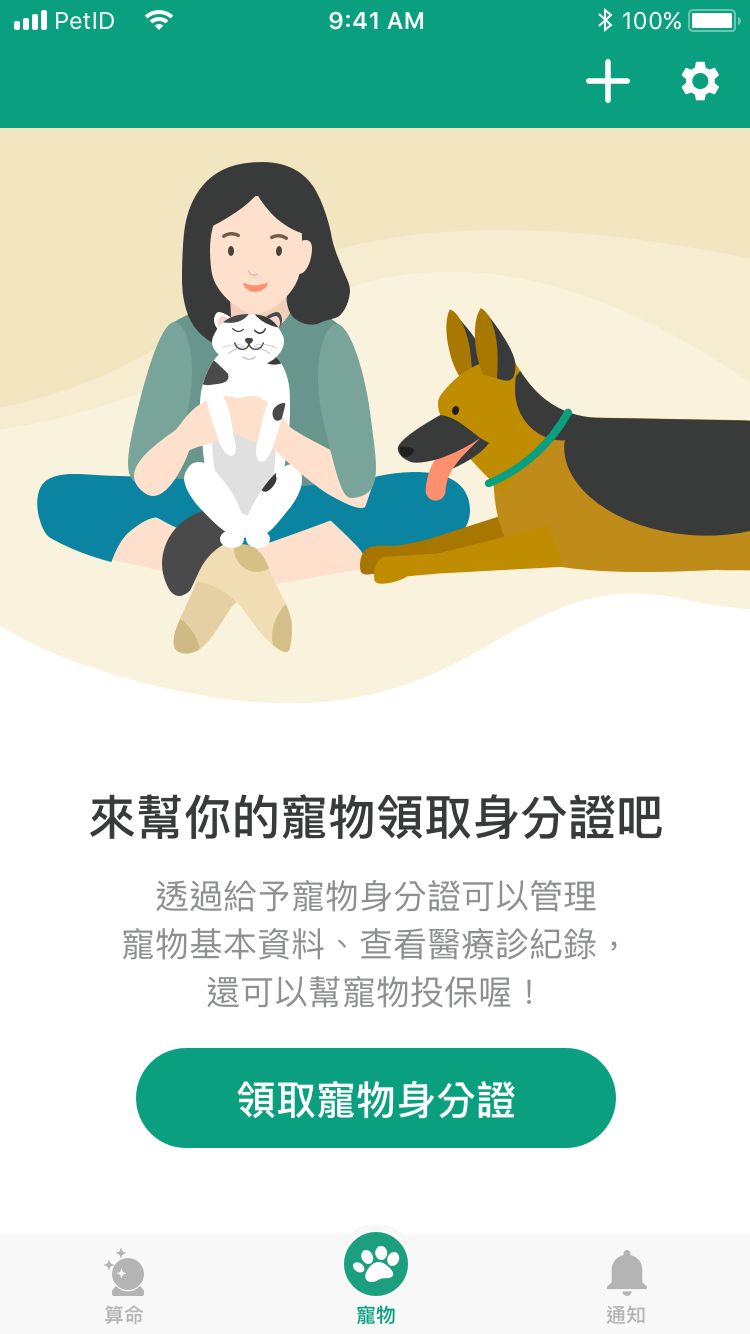 PetID 9:41 AM 100%
來幫你的寵物領取身分證吧
透過給予寵物身分證可以管理
寵物基本資料、查看醫療診紀錄，
還可以幫寵物投保喔！
領取寵物身分證
算命 寵物 通知